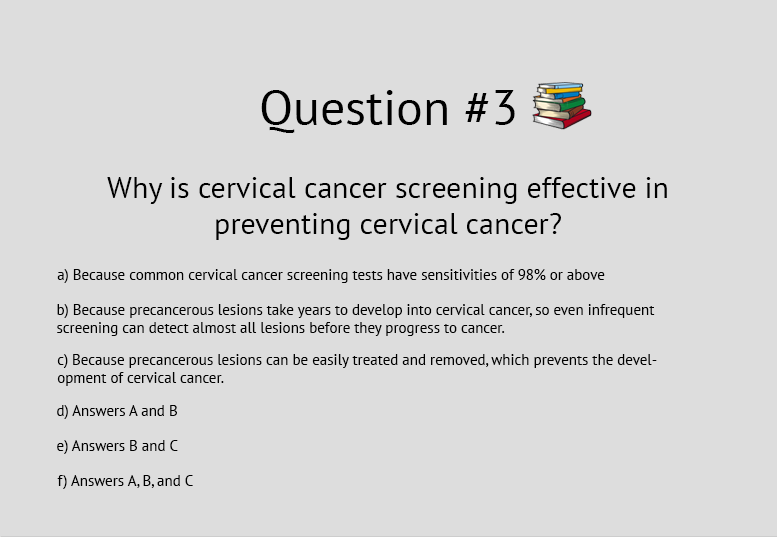 Question #3
Why is cervical cancer screening effective in
preventing cervical cancer?
a) Because common cervical cancer screening tests have sensitivities of 98% or above
b) Because precancerous lesions take years to develop into cervical cancer, so even infrequent
screening can detect almost all lesions before they progress to cancer.
c) Because precancerous lesions can be easily treated and removed, which prevents the devel-
opment of cervical cancer.
d) Answers A and B
e) Answers B and C
f) Answers A, B, and C